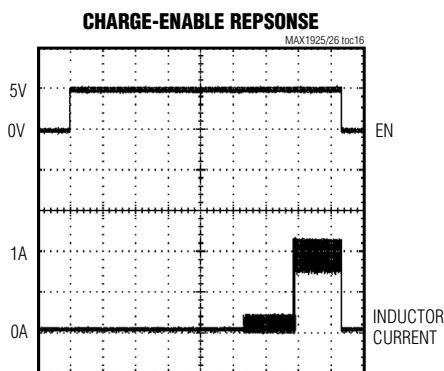 CHARGE-ENABLE REPSONSE
MAX1925/26 toc16
5V
0V
EN
1A
0A
INDUCTOR
CURRENT